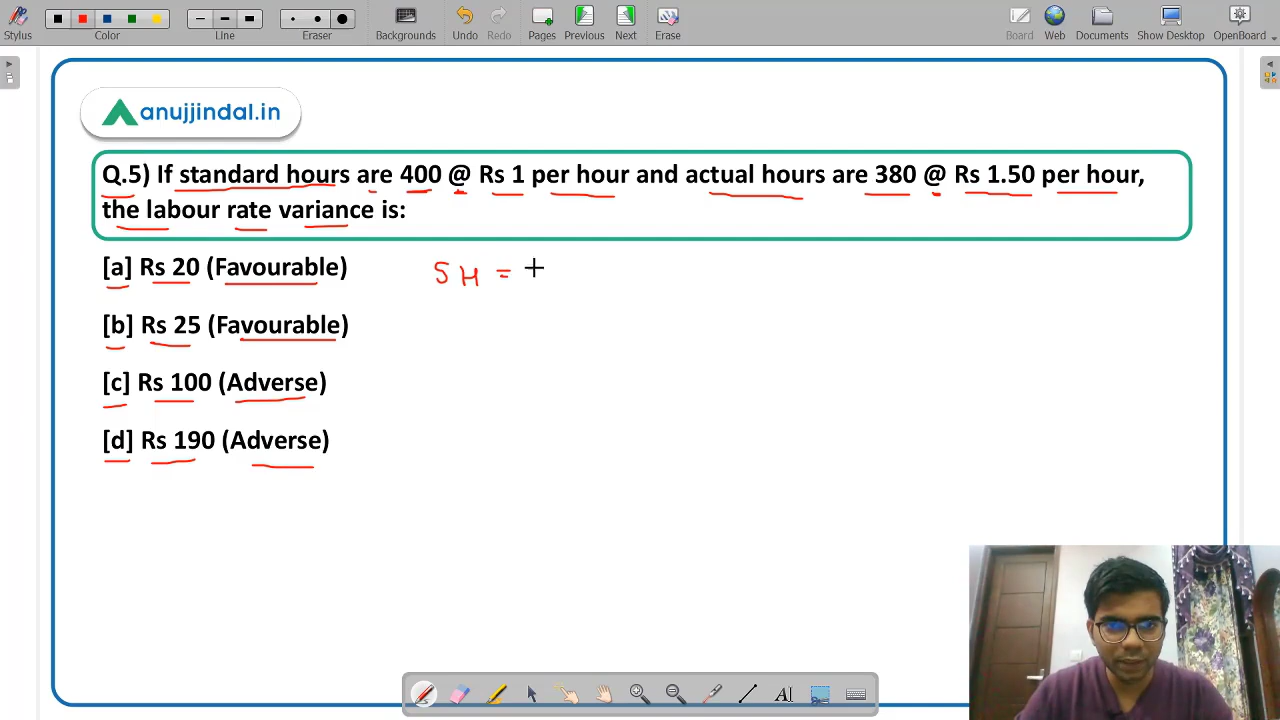 Stylus
Color
Line
Eraser
Backgrounds
Undo
Redo
Pages
Previous
Next
Erase
Board
Web
Documents
Show Desktop
OpenBoard
anujjindal.in
Q.5) If standard hours are 400 @ Rs 1 per hour and actual hours are 380 @ Rs 1.50 per hour,
the labour rate variance is:
[a] Rs 20 (Favourable)
SH =
[b] Rs 25 (Favourable)
[c] Rs 100 (Adverse)
[d] Rs 190 (Adverse)
AI